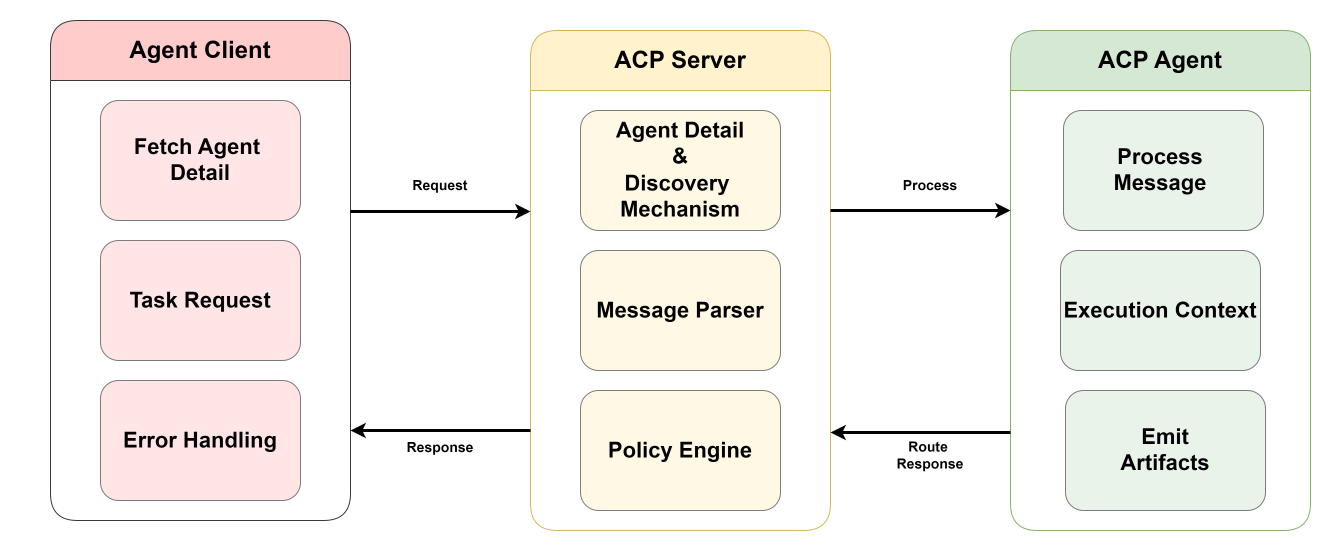 Agent Client
Fetch Agent
Detail
Task Request
Error Handling
Request
Response
ACP Server
Agent Detail
&
Discovery
Mechanism
Message Parser
Policy Engine
Process
Route
Response
ACP Agent
Process
Message
Execution Context
Emit
Artifacts